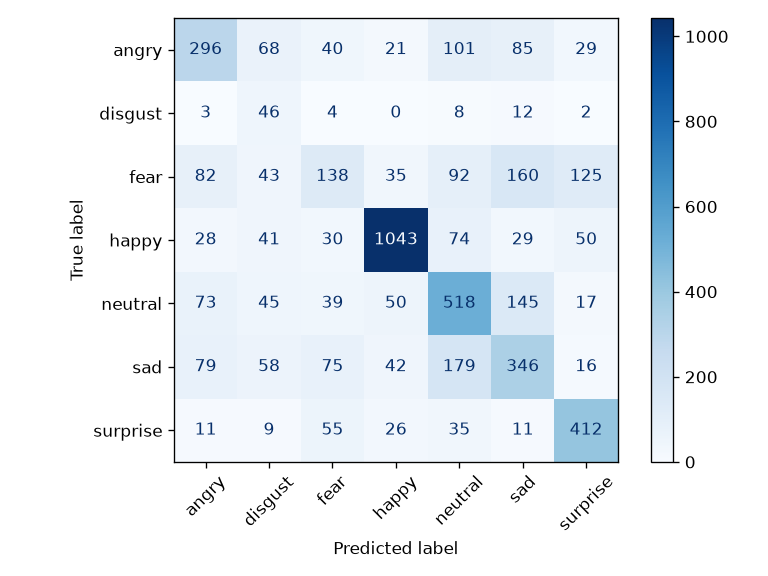 angry 296 68 40 21 101 85 29
disgust 3 46 4 0 8 12 2
fear 82 43 138 35 92 160 125
happy 28 41 30 1043 74 29 50
neutral 73 45 39 50 518 145 17
sad 79 58 75 42 179 346 16
surprise 11 9 55 26 35 11 412
angry disgust fear happy neutral sad surprise
Predicted label
True label
1000
800
600
400
200
0